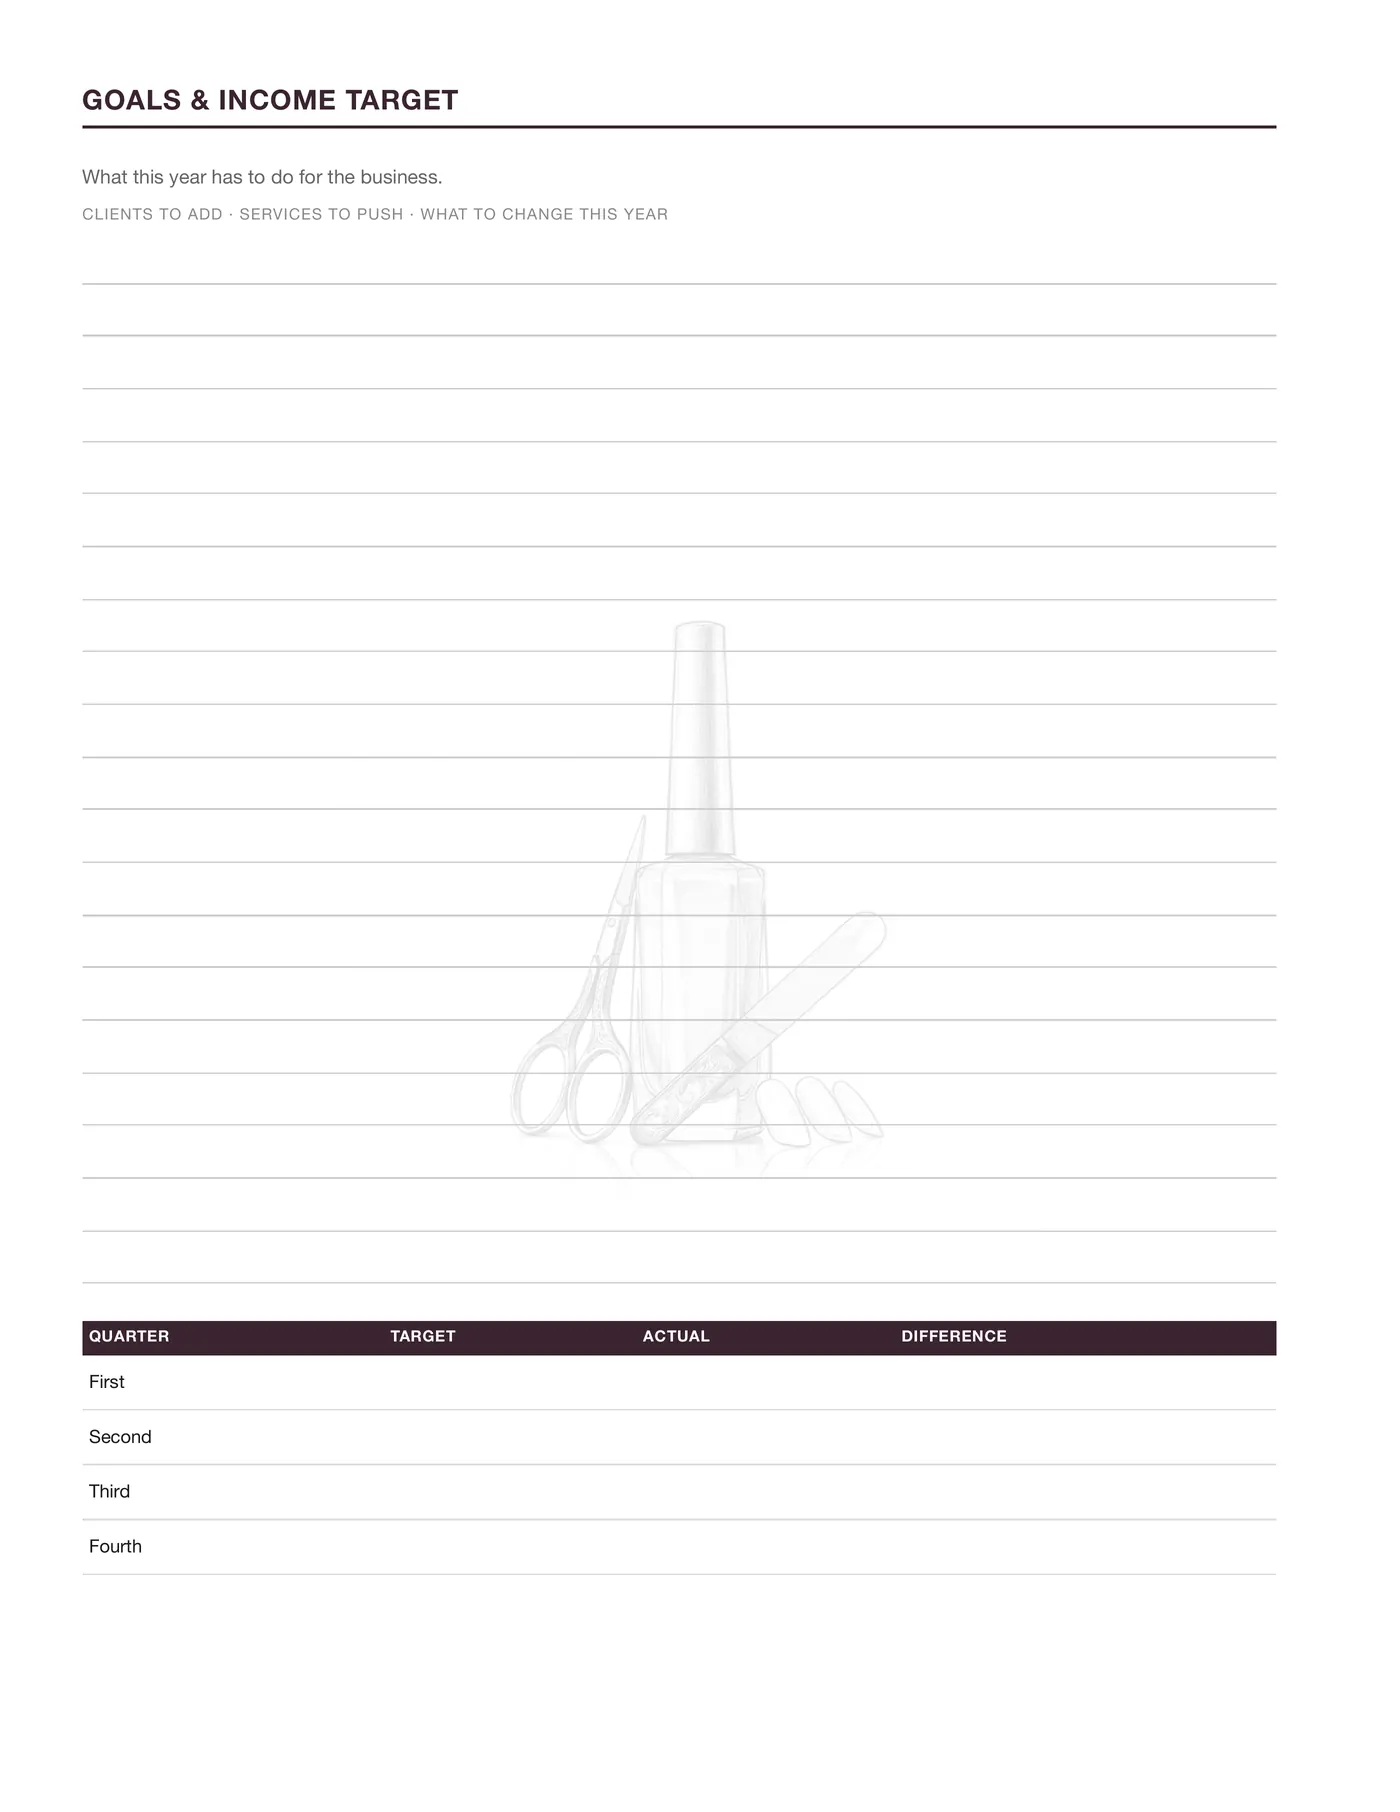 GOALS & INCOME TARGET
What this year has to do for the business.
CLIENTS TO ADD · SERVICES TO PUSH · WHAT TO CHANGE THIS YEAR
QUARTER TARGET ACTUAL DIFFERENCE
First
Second
Third
Fourth